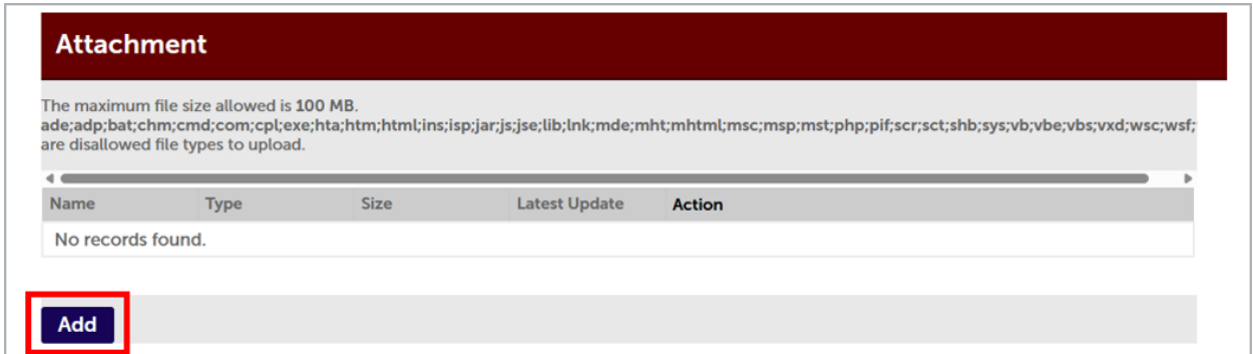 Attachment
The maximum file size allowed is 100 MB.
ade;adp;bat;chm;cmd;com;cpl;exe;hta;htm;html;ins;isp;jar;js;jse;lib;lnk;mde;mht;mhtml;msc;msp;mst;php;pif;scr;sct;shb;sys;vb;vbe;vbs;vxd;wsc;wsf;
are disallowed file types to upload.
Name Type Size Latest Update Action
No records found.
Add